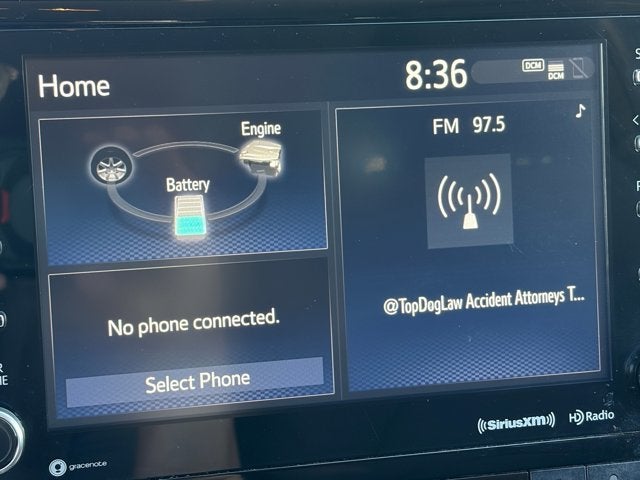 Home
8:36
DCM
DCM
Engine
Battery
FM 97.5
@TopDogLaw Accident Attorneys T...
No phone connected.
Select Phone
gracenote
((SiriusXM))
HD Radio